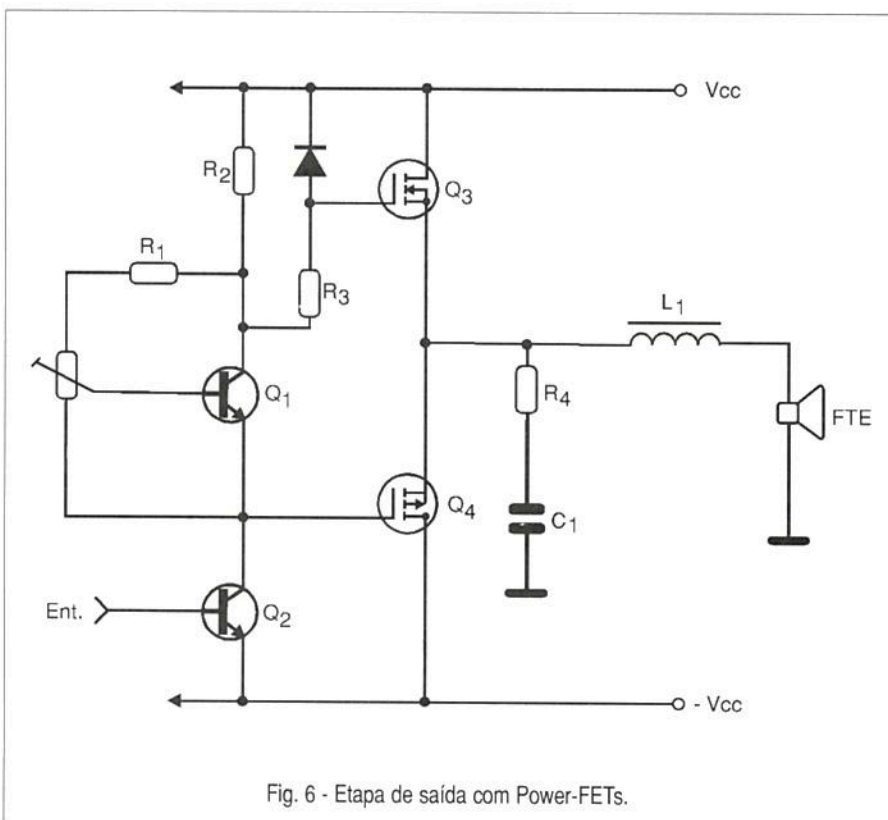 Vcc
R2
Q3
R1
R3
L1
Q1
R4
FTE
Q4
C1
Ent.
Q2
- Vcc
Fig. 6 - Etapa de saída com Power-FETs.